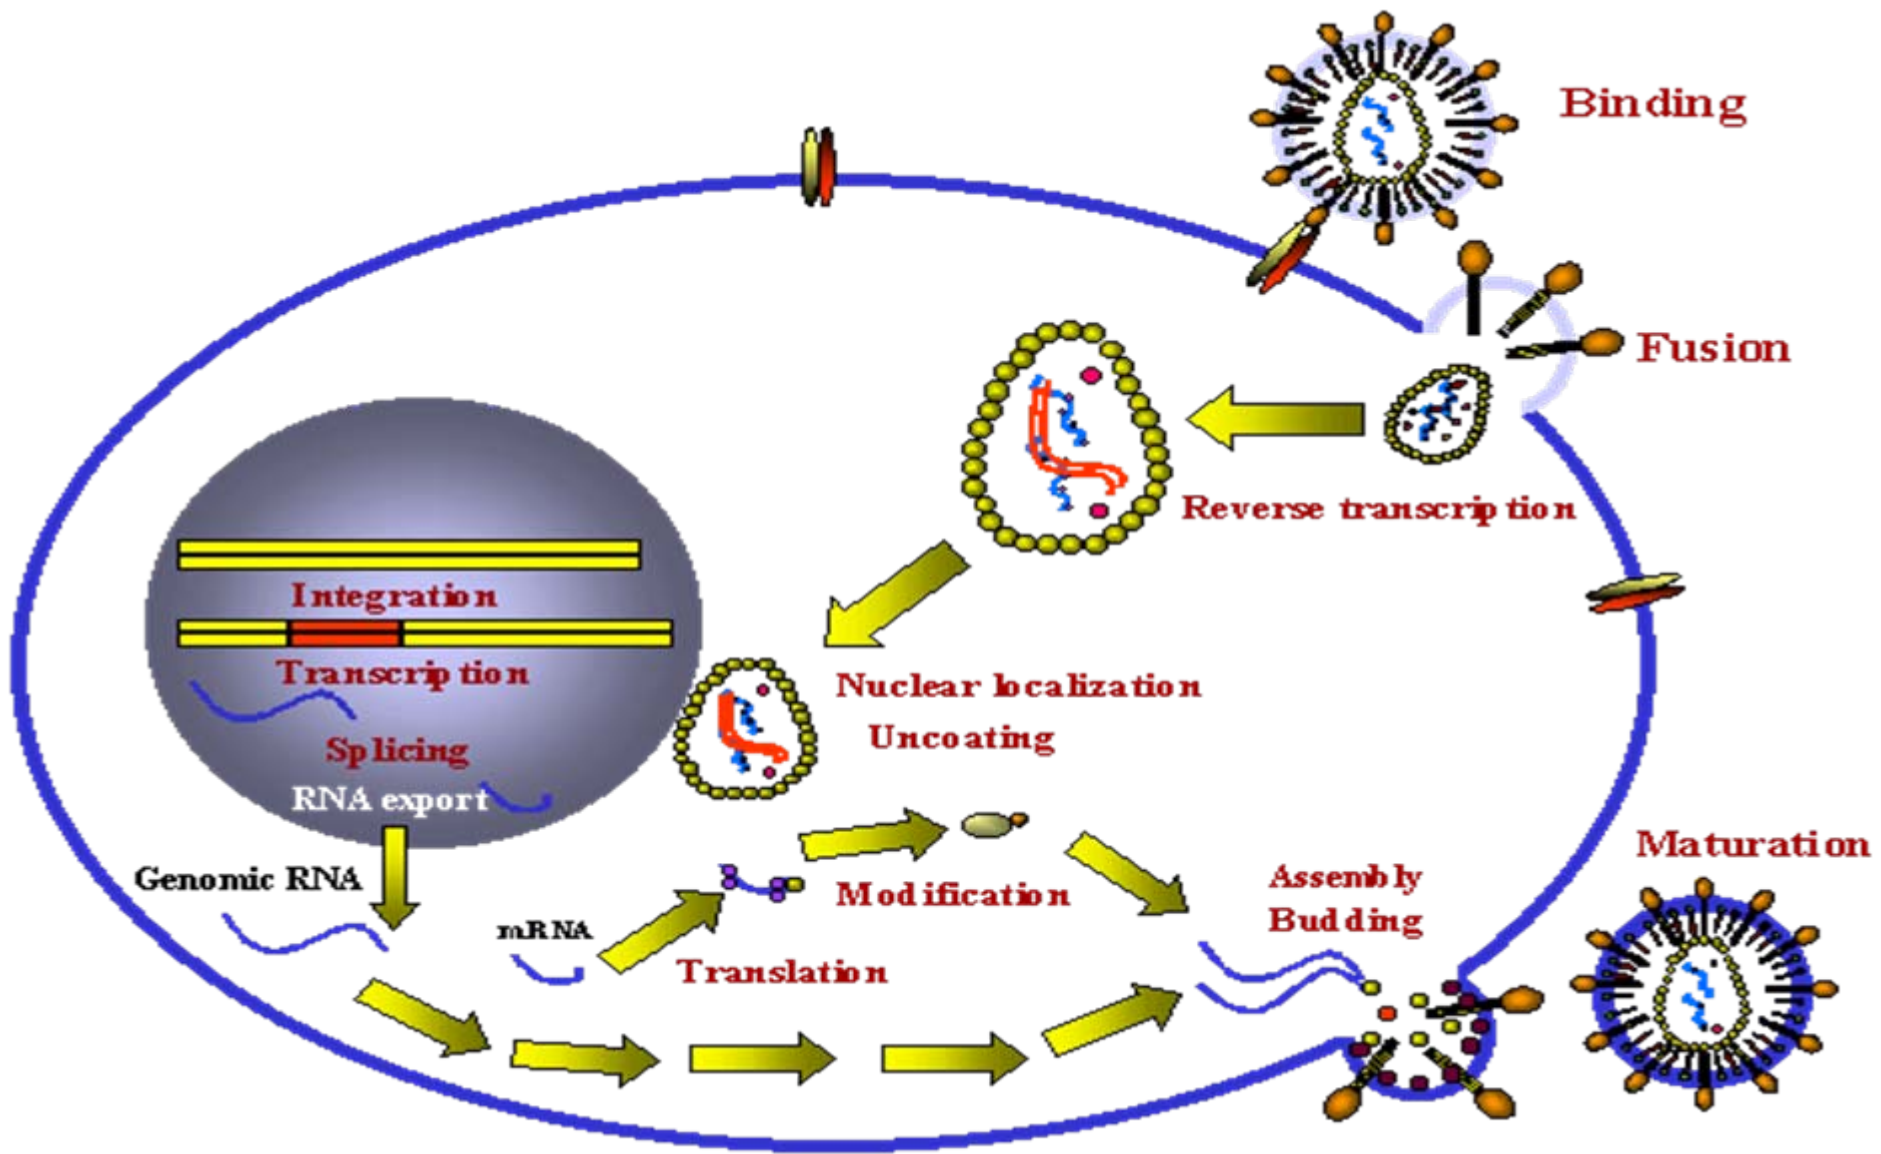 Binding
Fusion
Reverse transcription
Integration
Transcription
Splicing
RNA export
Nuclear localization
Uncoating
Genomic RNA
mRNA
Translation
Modification
Assembly
Budding
Maturation